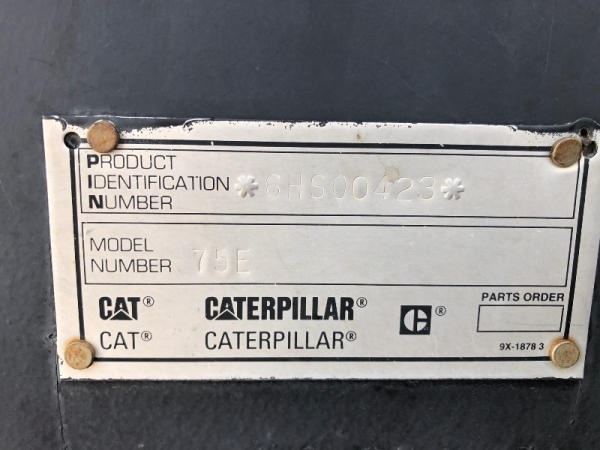 PRODUCT
IDENTIFICATION *6HS00423*
NUMBER
MODEL
NUMBER 75E
CAT® CATERPILLAR® C® PARTS ORDER
CAT® CATERPILLAR®
9X-1878 3